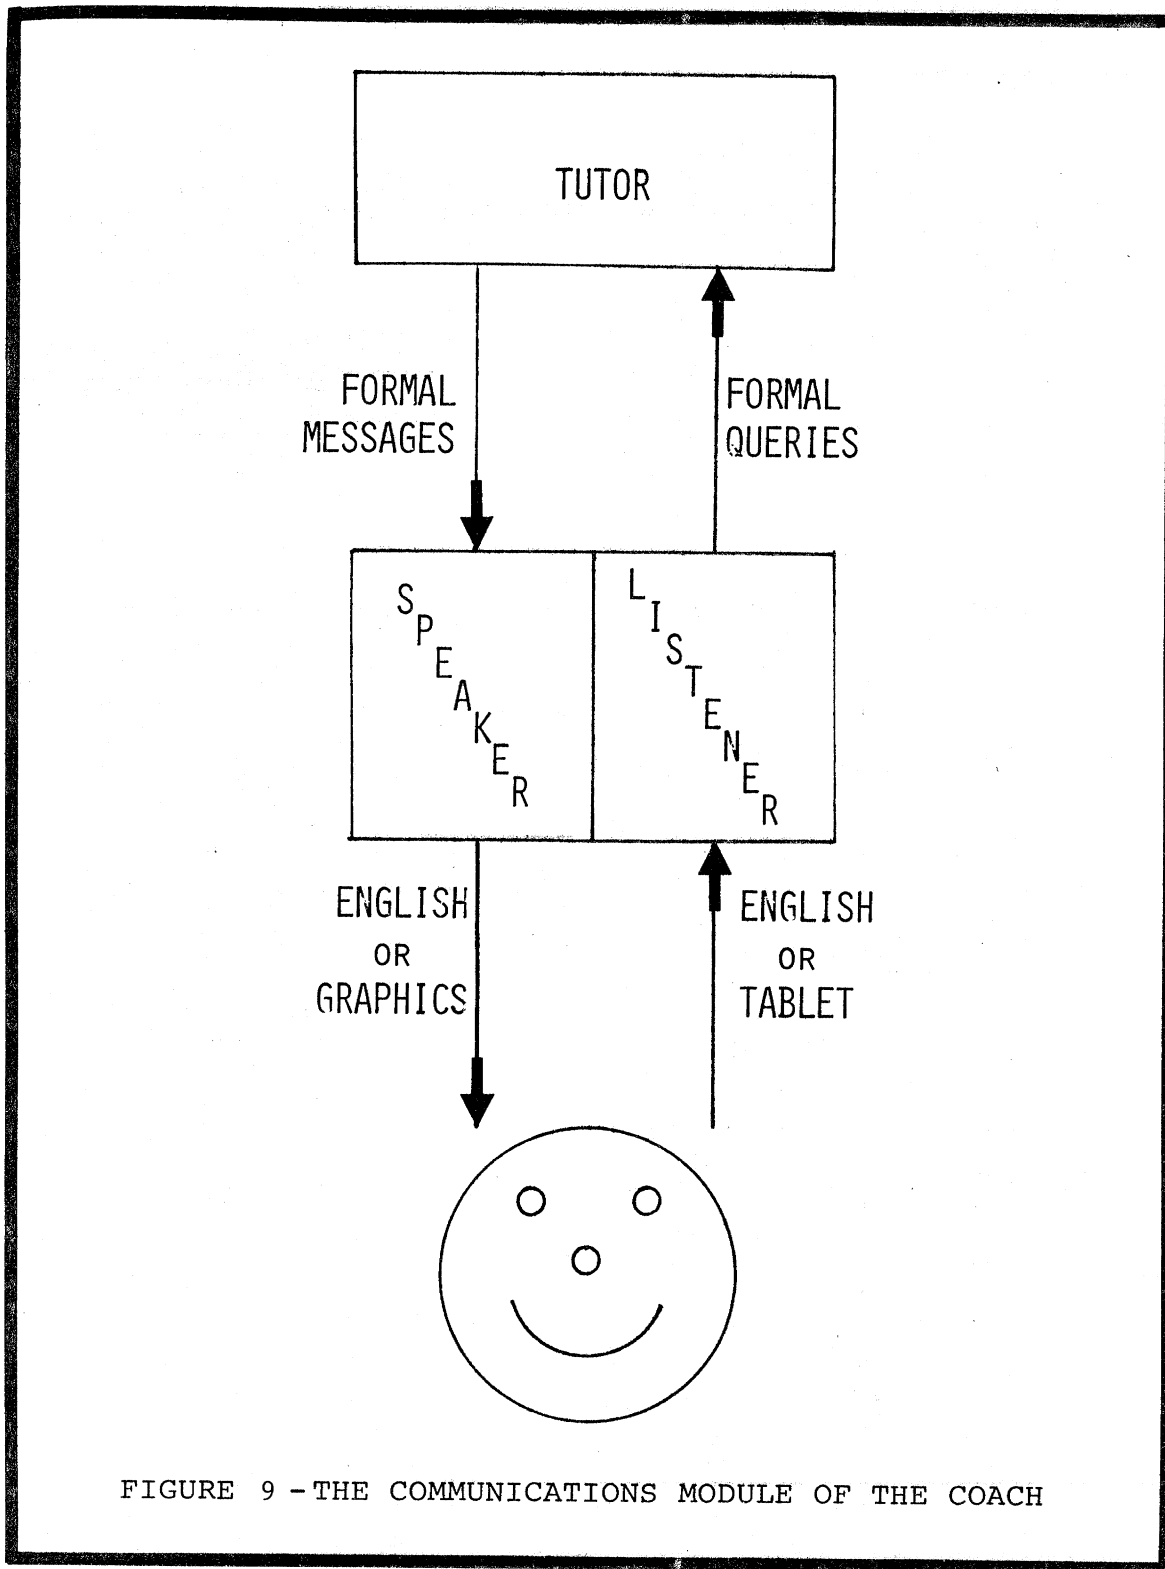 TUTOR
FORMAL
MESSAGES
FORMAL
QUERIES
SPEAKER
LISTENER
ENGLISH
OR
GRAPHICS
ENGLISH
OR
TABLET
FIGURE 9 - THE COMMUNICATIONS MODULE OF THE COACH